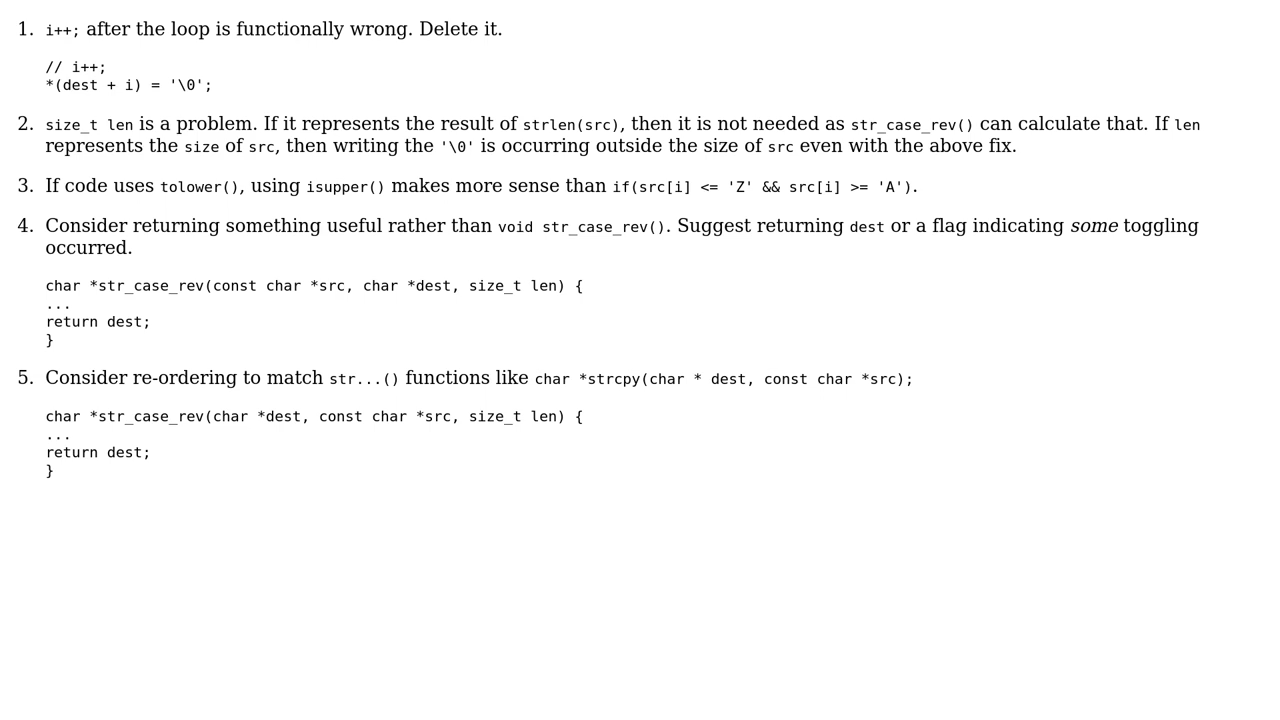 1. i++; after the loop is functionally wrong. Delete it.
// i++;
*(dest + i) = '\0';
2. size_t len is a problem. If it represents the result of strlen(src), then it is not needed as str_case_rev() can calculate that. If len
represents the size of src, then writing the '\0' is occurring outside the size of src even with the above fix.
3. If code uses tolower(), using isupper() makes more sense than if(src[i] <= 'Z' && src[i] >= 'A').
4. Consider returning something useful rather than void str_case_rev(). Suggest returning dest or a flag indicating some toggling
occurred.
char *str_case_rev(const char *src, char *dest, size_t len) {
...
return dest;
}
5. Consider re-ordering to match str...() functions like char *strcpy(char * dest, const char *src);
char *str_case_rev(char *dest, const char *src, size_t len) {
...
return dest;
}